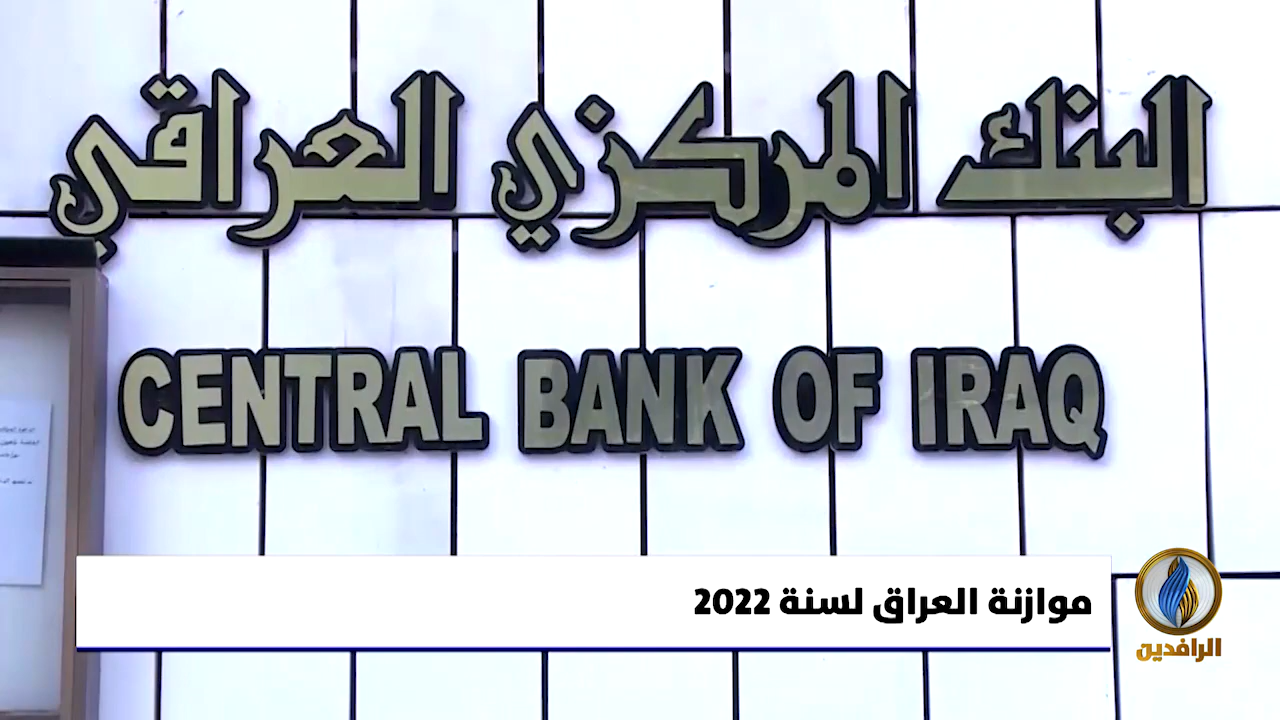 البنك المركزي العراقي
CENTRAL BANK OF IRAQ
موازنة العراق لسنة 2022
الرافدين